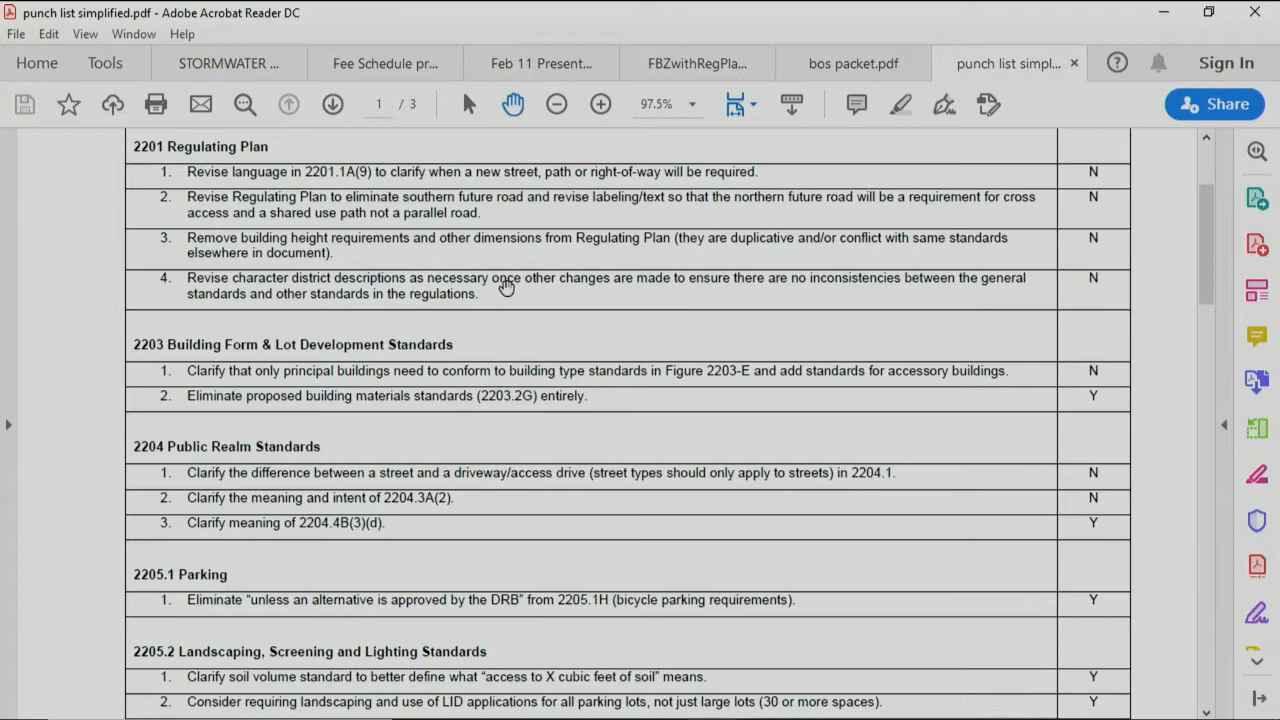 punch list simplified.pdf - Adobe Acrobat Reader DC
File Edit View Window Help
Home Tools STORMWATER ... Fee Schedule pr... Feb 11 Present... FBZwithRegPla... bos packet.pdf punch list simpl... × Sign In
1 / 3 97.5% Share
2201 Regulating Plan
1. Revise language in 2201.1A(9) to clarify when a new street, path or right-of-way will be required. N
2. Revise Regulating Plan to eliminate southern future road and revise labeling/text so that the northern future road will be a requirement for cross N
access and a shared use path not a parallel road.
3. Remove building height requirements and other dimensions from Regulating Plan (they are duplicative and/or conflict with same standards N
elsewhere in document).
4. Revise character district descriptions as necessary once other changes are made to ensure there are no inconsistencies between the general N
standards and other standards in the regulations.
2203 Building Form & Lot Development Standards
1. Clarify that only principal buildings need to conform to building type standards in Figure 2203-E and add standards for accessory buildings. N
2. Eliminate proposed building materials standards (2203.2G) entirely. Y
2204 Public Realm Standards
1. Clarify the difference between a street and a driveway/access drive (street types should only apply to streets) in 2204.1. N
2. Clarify the meaning and intent of 2204.3A(2). N
3. Clarify meaning of 2204.4B(3)(d). Y
2205.1 Parking
1. Eliminate “unless an alternative is approved by the DRB” from 2205.1H (bicycle parking requirements). Y
2205.2 Landscaping, Screening and Lighting Standards
1. Clarify soil volume standard to better define what “access to X cubic feet of soil” means. Y
2. Consider requiring landscaping and use of LID applications for all parking lots, not just large lots (30 or more spaces). Y